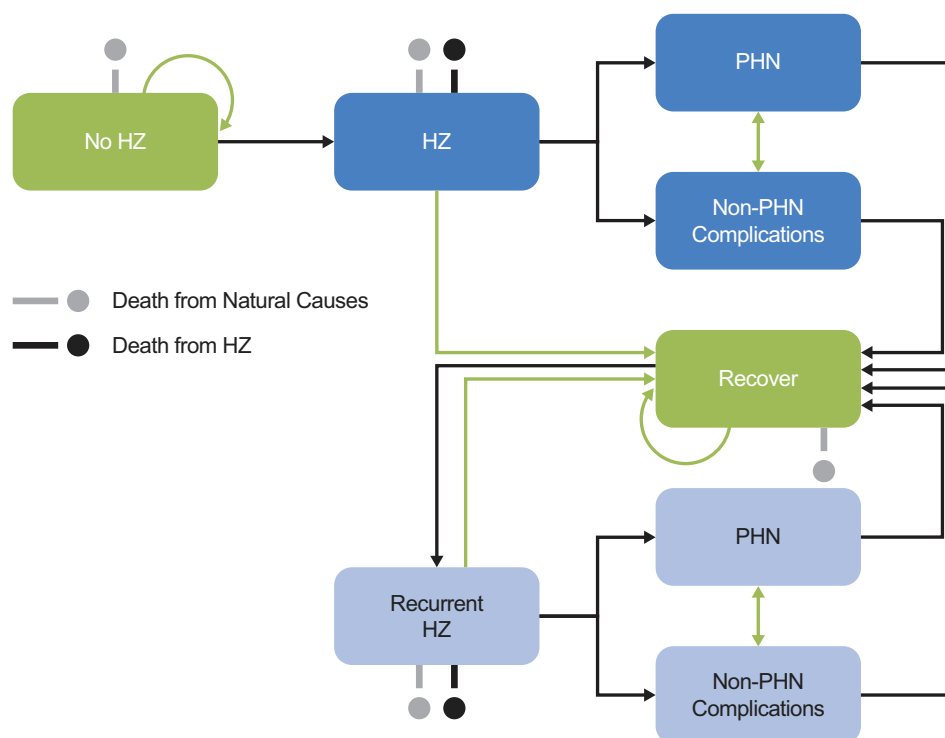 No HZ
HZ
PHN
Non-PHN
Complications
Death from Natural Causes
Death from HZ
Recover
Recurrent
HZ
PHN
Non-PHN
Complications